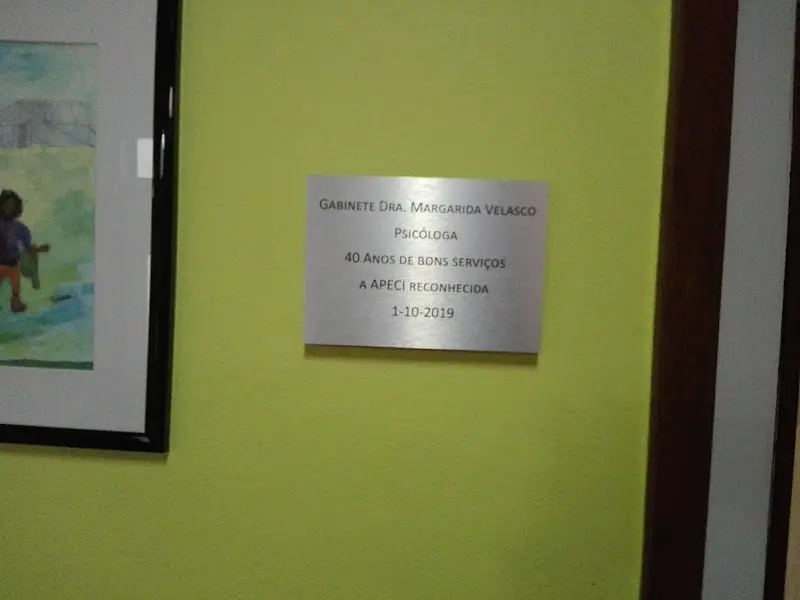 Gabinete Dra. Margarida Velasco
Psicóloga
40 Anos de bons serviços
a APECI reconhecida
1-10-2019